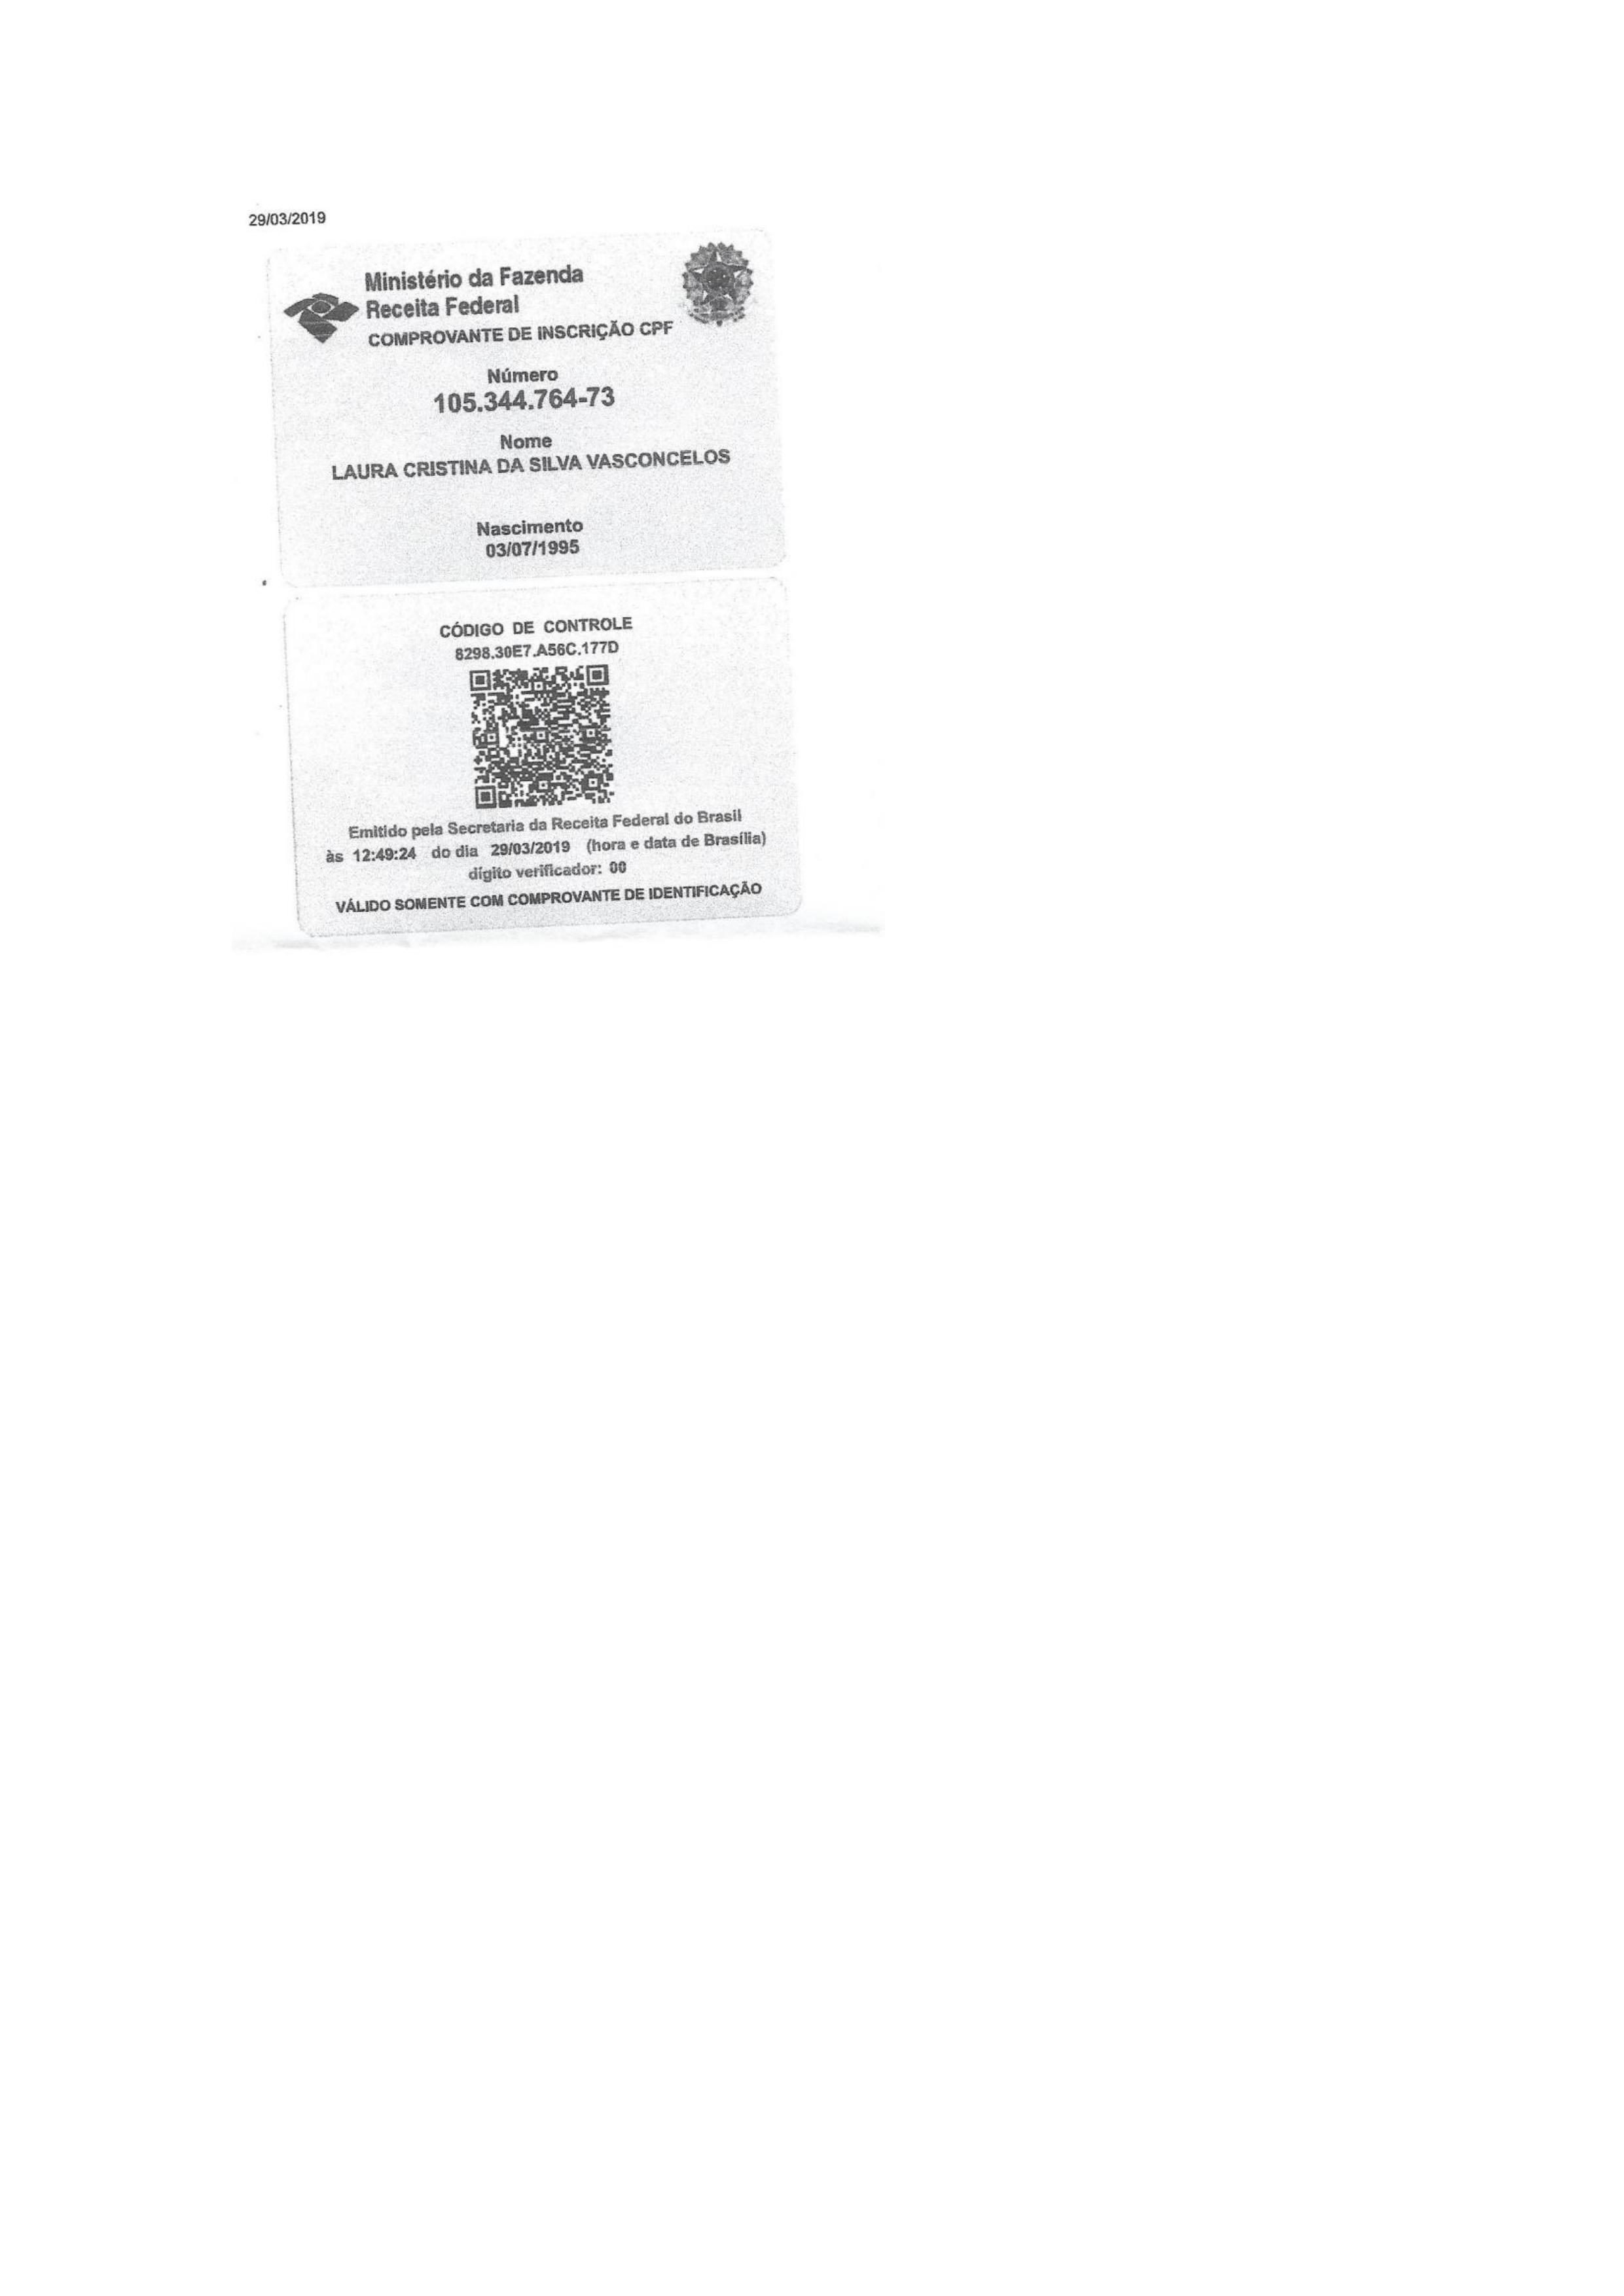 29/03/2019
Ministério da Fazenda
Receita Federal
COMPROVANTE DE INSCRIÇÃO CPF
Número
105.344.764-73
Nome
LAURA CRISTINA DA SILVA VASCONCELOS
Nascimento
03/07/1995
CÓDIGO DE CONTROLE
8298.30E7.A56C.177D
Emitido pela Secretaria da Receita Federal do Brasil
às 12:49:24 do dia 29/03/2019 (hora e data de Brasília)
dígito verificador: 00
VÁLIDO SOMENTE COM COMPROVANTE DE IDENTIFICAÇÃO